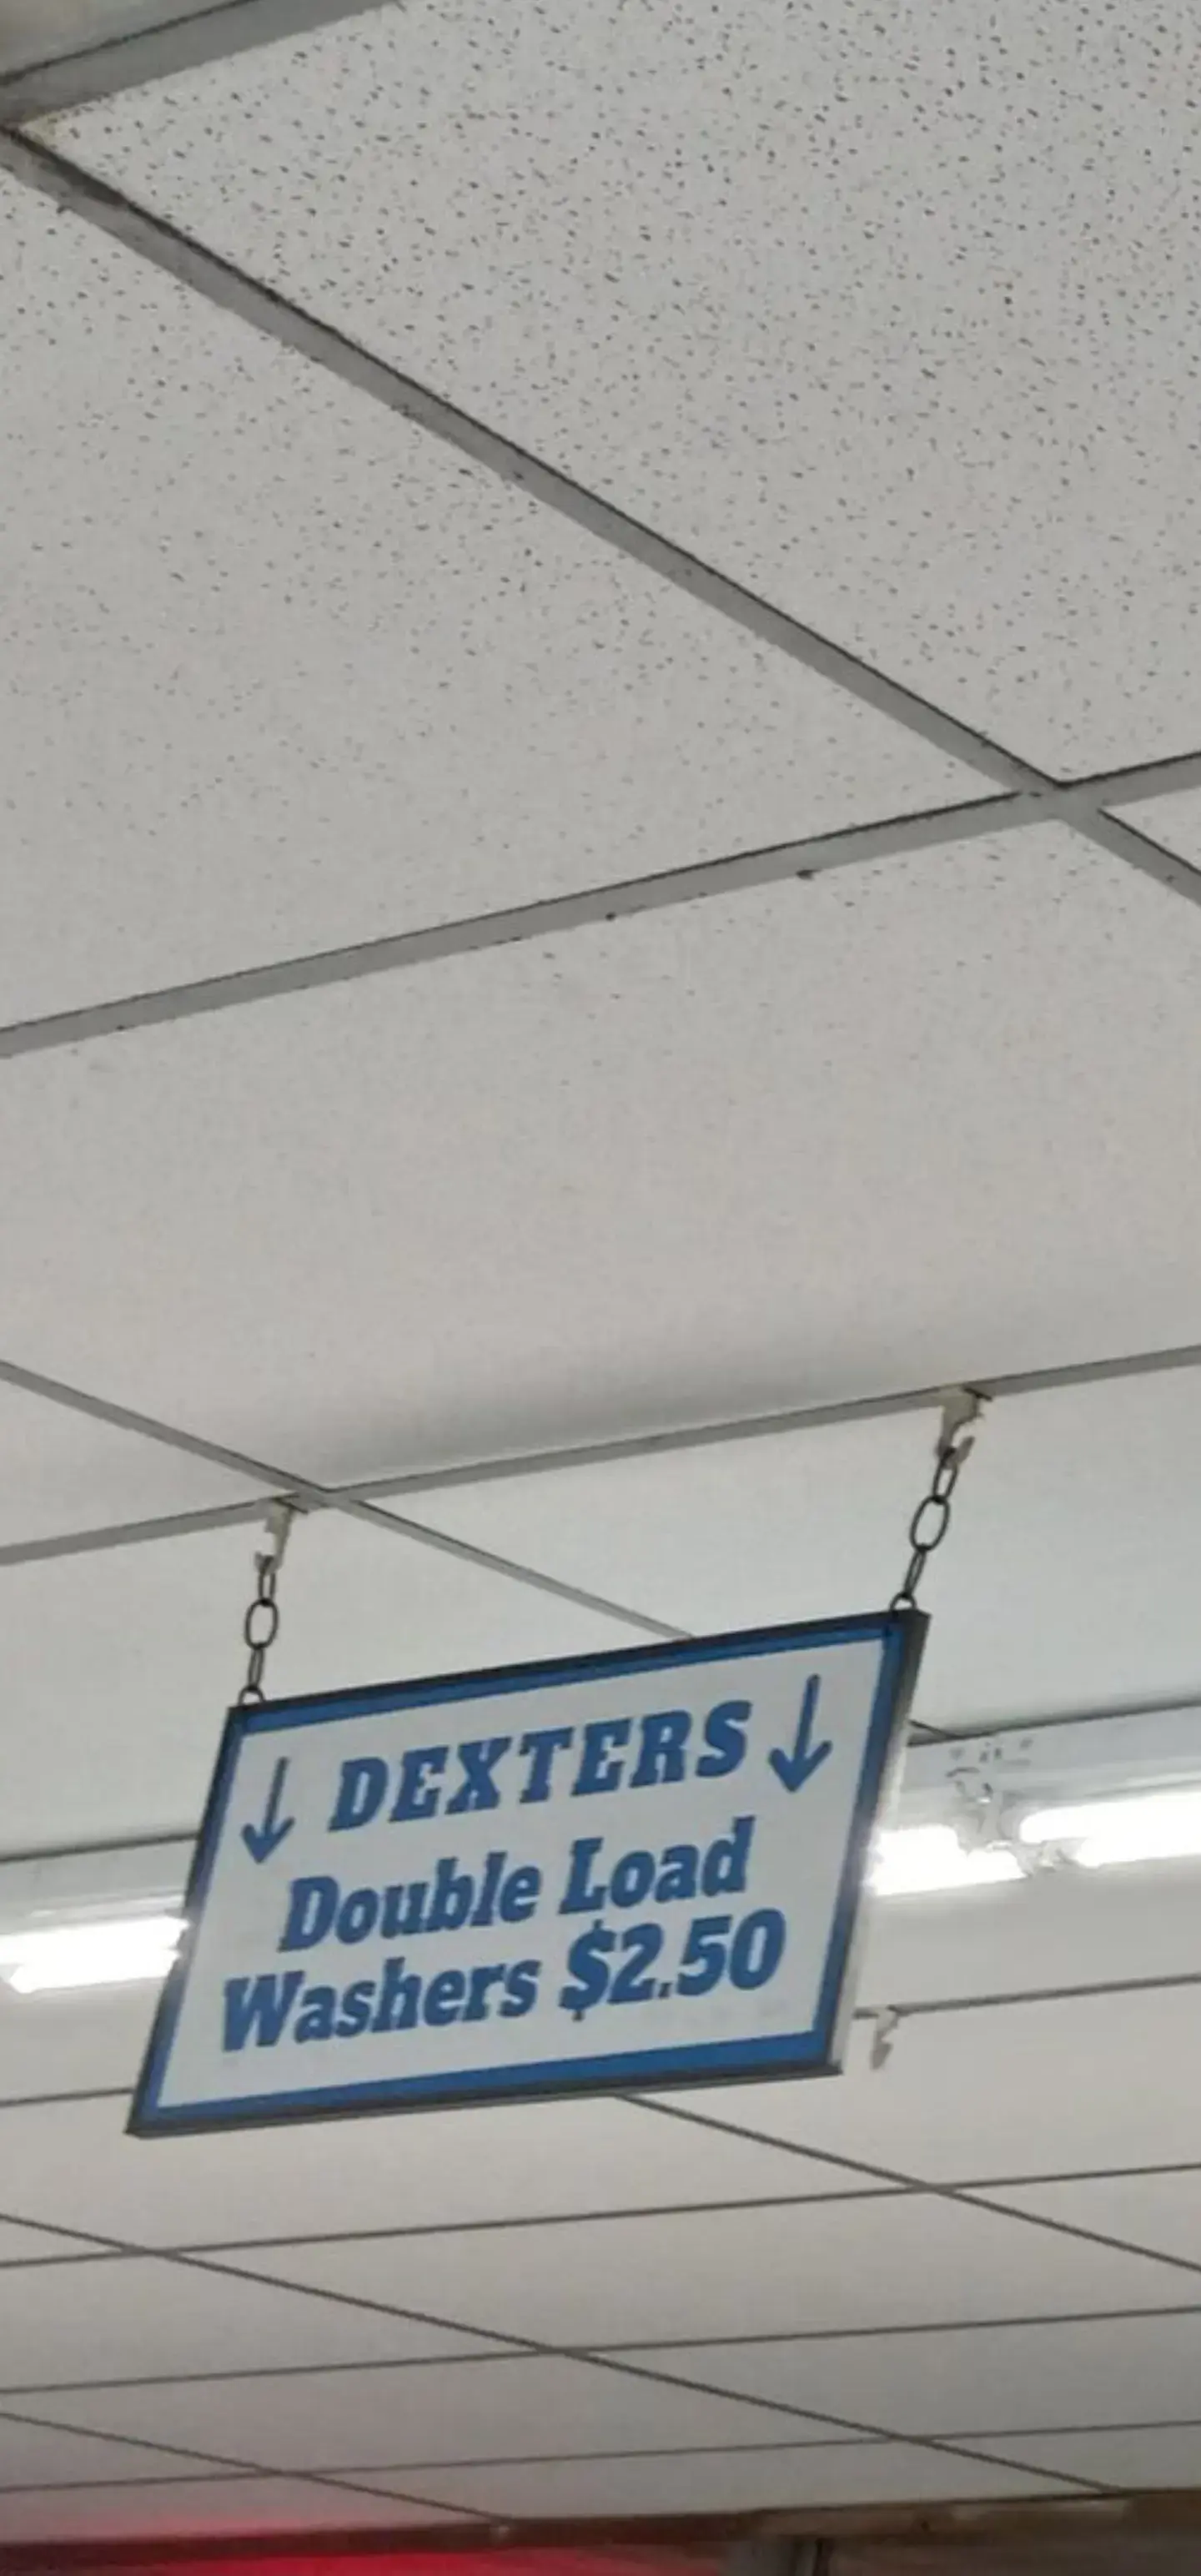 ↓ DEXTERS ↓
Double Load
Washers $2.50